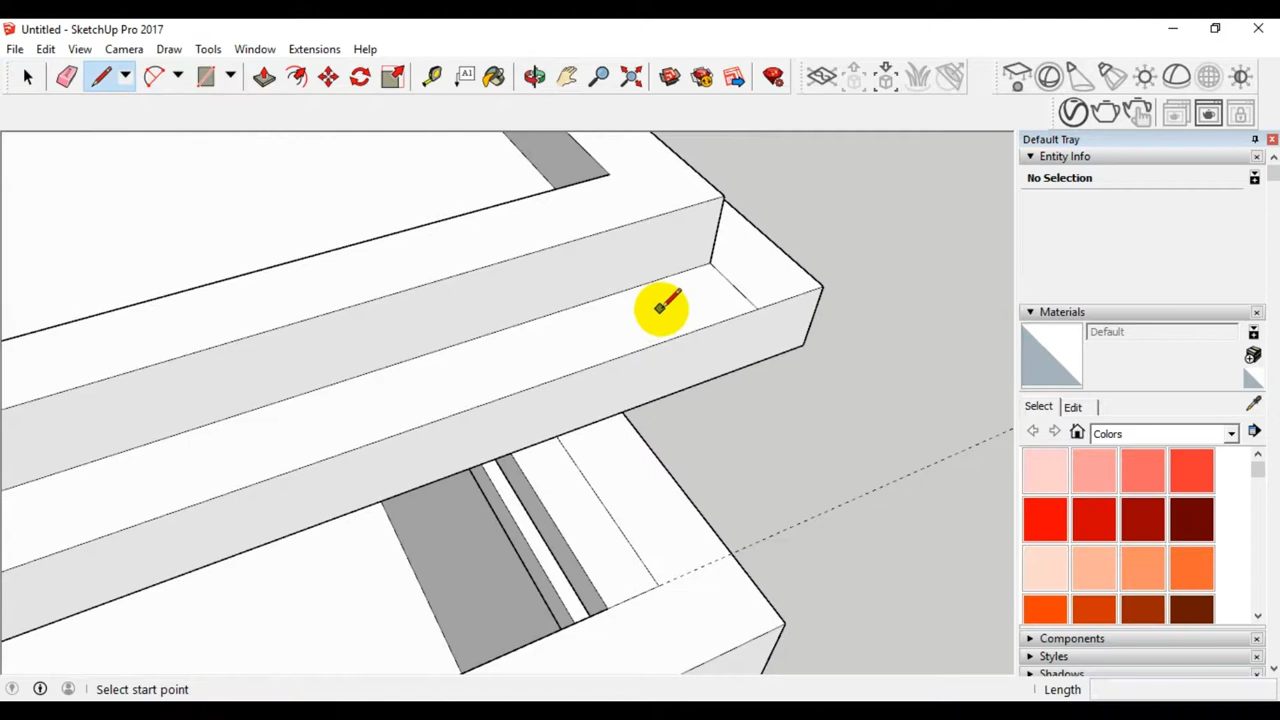 Untitled - SketchUp Pro 2017
File Edit View Camera Draw Tools Window Extensions Help
A1
Default Tray
Entity Info
No Selection
Materials
Default
Select Edit
Colors
Components
Styles
Shadows
Select start point
Length